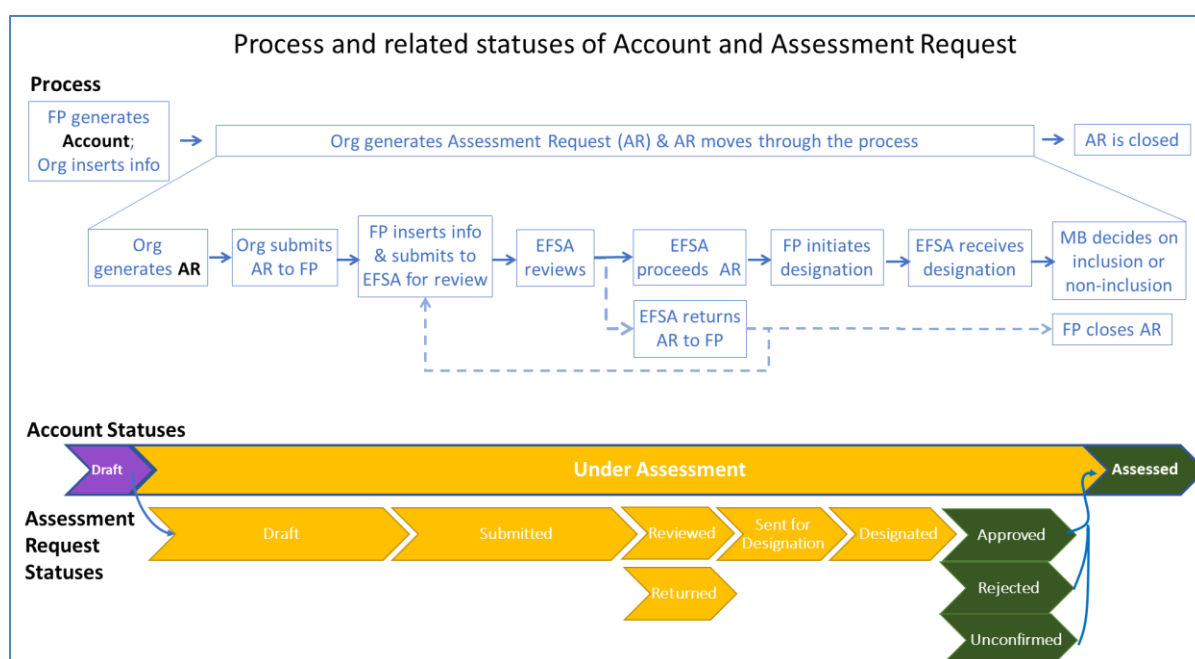 Process and related statuses of Account and Assessment Request
Process
FP generates
Account;
Org inserts info
Org generates Assessment Request (AR) & AR moves through the process
AR is closed
Org
generates AR
Org submits
AR to FP
FP inserts info
& submits to
EFSA for review
EFSA
reviews
EFSA
proceeds AR
FP initiates
designation
EFSA receives
designation
MB decides on
inclusion or
non-inclusion
EFSA returns
AR to FP
FP closes AR
Account Statuses
Draft
Under Assessment
Assessed
Assessment
Request
Statuses
Draft
Submitted
Reviewed
Sent for
Designation
Designated
Approved
Returned
Rejected
Unconfirmed